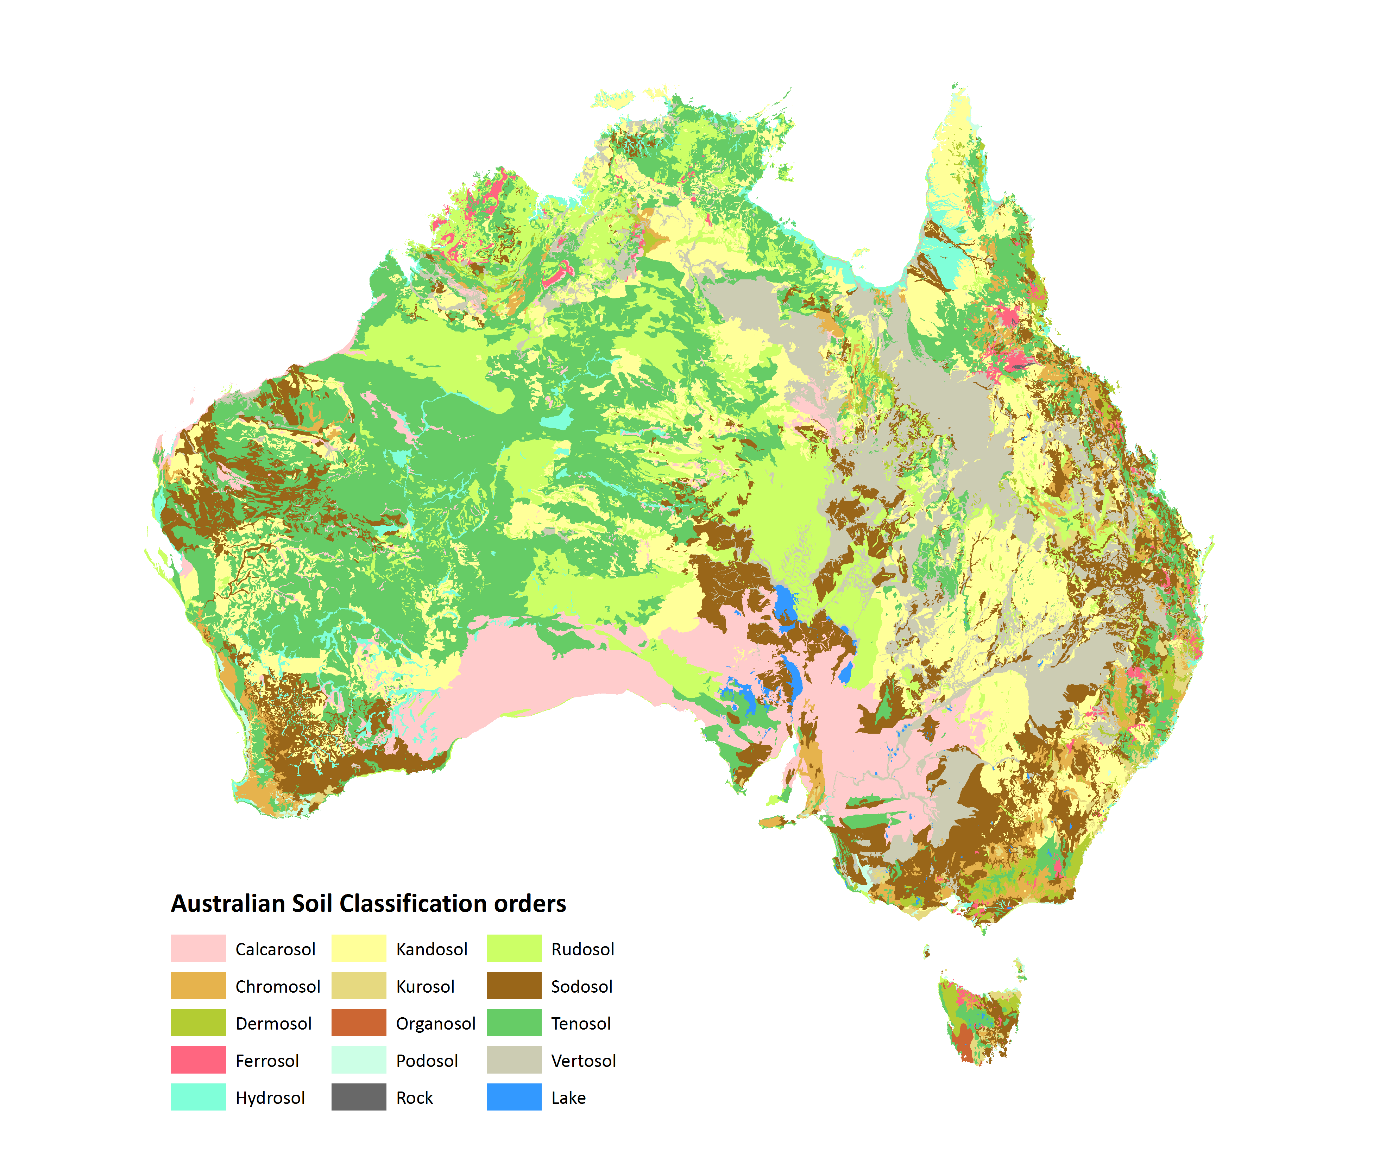 Australian Soil Classification orders
Calcarosol Kandosol Rudosol
Chromosol Kurosol Sodosol
Dermosol Organosol Tenosol
Ferrosol Podosol Vertosol
Hydrosol Rock Lake